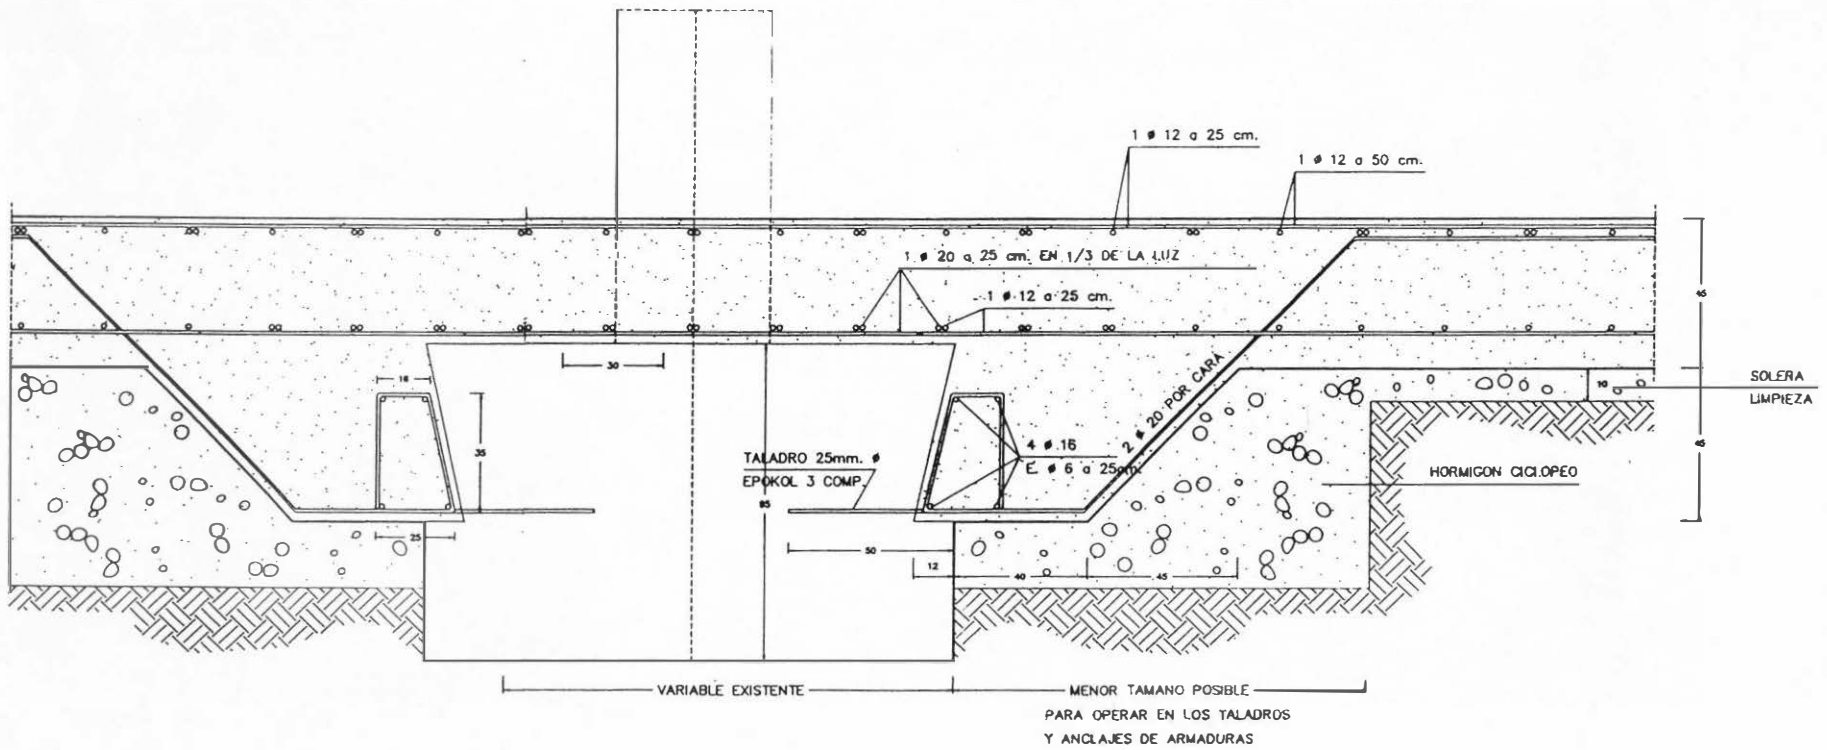 1 ø 12 a 25 cm.
1 ø 12 a 50 cm.
1 ø 20 a 25 cm. EN 1/3 DE LA LUZ
1 ø 12 a 25 cm.
45
30
16
2 ø 20 POR CARA
10
SOLERA
LIMPIEZA
35
TALADRO 25mm. ø
EPOKOL 3 COMP.
4 ø 16
E. ø 6 a 25cm.
45
HORMIGON CICLOPEO
85
25
50
12
40
45
VARIABLE EXISTENTE
MENOR TAMANO POSIBLE
PARA OPERAR EN LOS TALADROS
Y ANCLAJES DE ARMADURAS